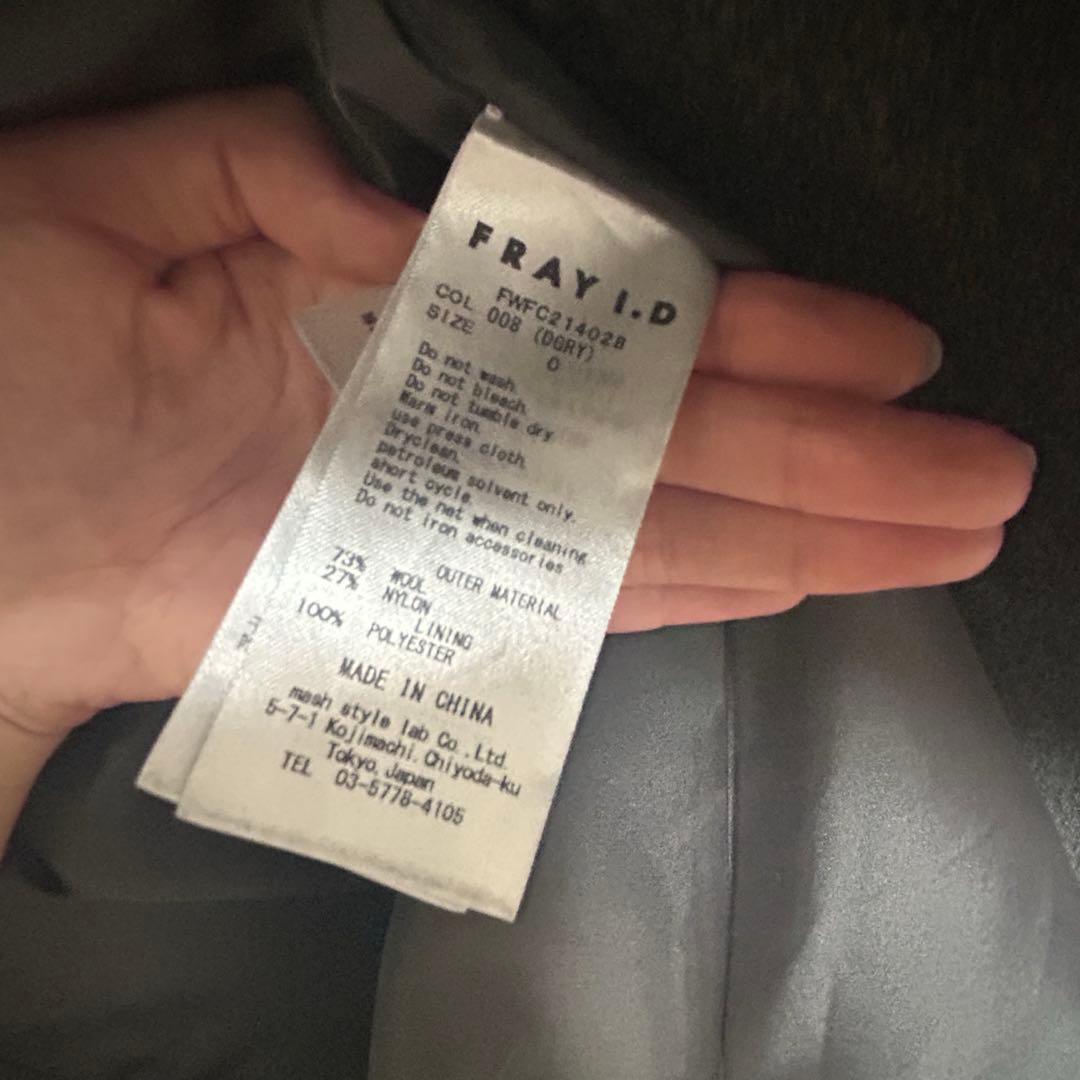 FRAY I.D
FWFC214028
COL 008 (DGRY)
SIZE 0
Do not wash.
Do not bleach.
Do not tumble dry
Warm iron.
use press cloth.
Dryclean.
petroleum solvent only.
short cycle.
Use the net when cleaning
Do not iron accessories
OUTER MATERIAL
73% WOOL
27% NYLON
LINING
100% POLYESTER
MADE IN CHINA
mash style lab Co.,Ltd.
5-7-1 Kojimachi.Chiyoda-ku
Tokyo.Japan
TEL 03-5778-4105